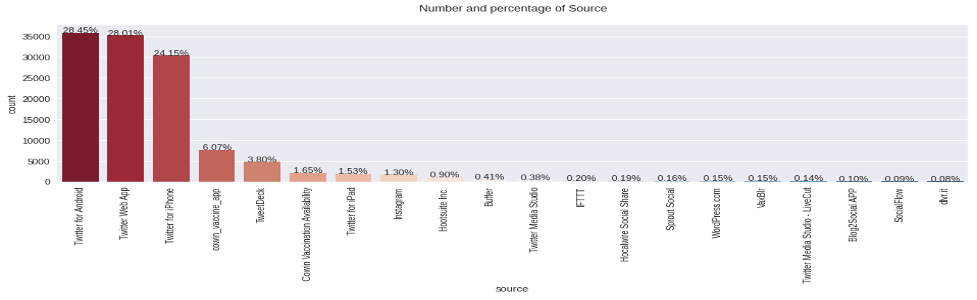 Number and percentage of Source
count
35000
30000
25000
20000
15000
10000
5000
0
28.45%
28.01%
24.15%
6.07%
3.80%
1.65%
1.53%
1.30%
0.90%
0.41%
0.38%
0.20%
0.19%
0.16%
0.15%
0.15%
0.14%
0.10%
0.09%
0.08%
Twitter for Android
Twitter Web App
Twitter for iPhone
cowin_vaccine_app
TweetDeck
Cowin Vaccination Availability
Twitter for iPad
Instagram
Hootsuite Inc.
Buffer
Twitter Media Studio
IFTTT
Hocalwire Social Share
Sprout Social
WordPress.com
VaxBlr
Twitter Media Studio - LiveCut
Blog2Social APP
SocialFlow
dlvr.it
source